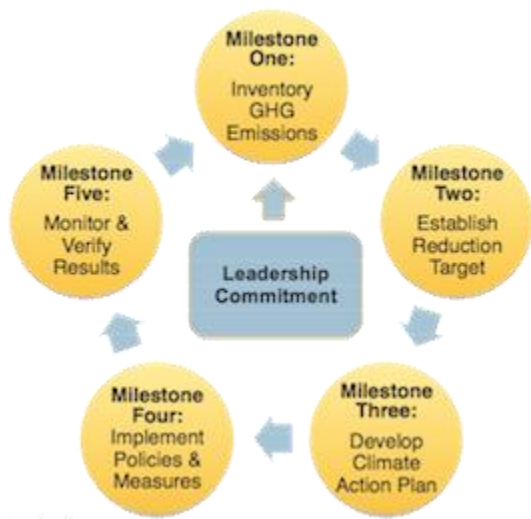 Milestone
One:
Inventory
GHG
Emissions
Milestone
Two:
Establish
Reduction
Target
Milestone
Three:
Develop
Climate
Action Plan
Milestone
Four:
Implement
Policies &
Measures
Milestone
Five:
Monitor &
Verify
Results
Leadership
Commitment